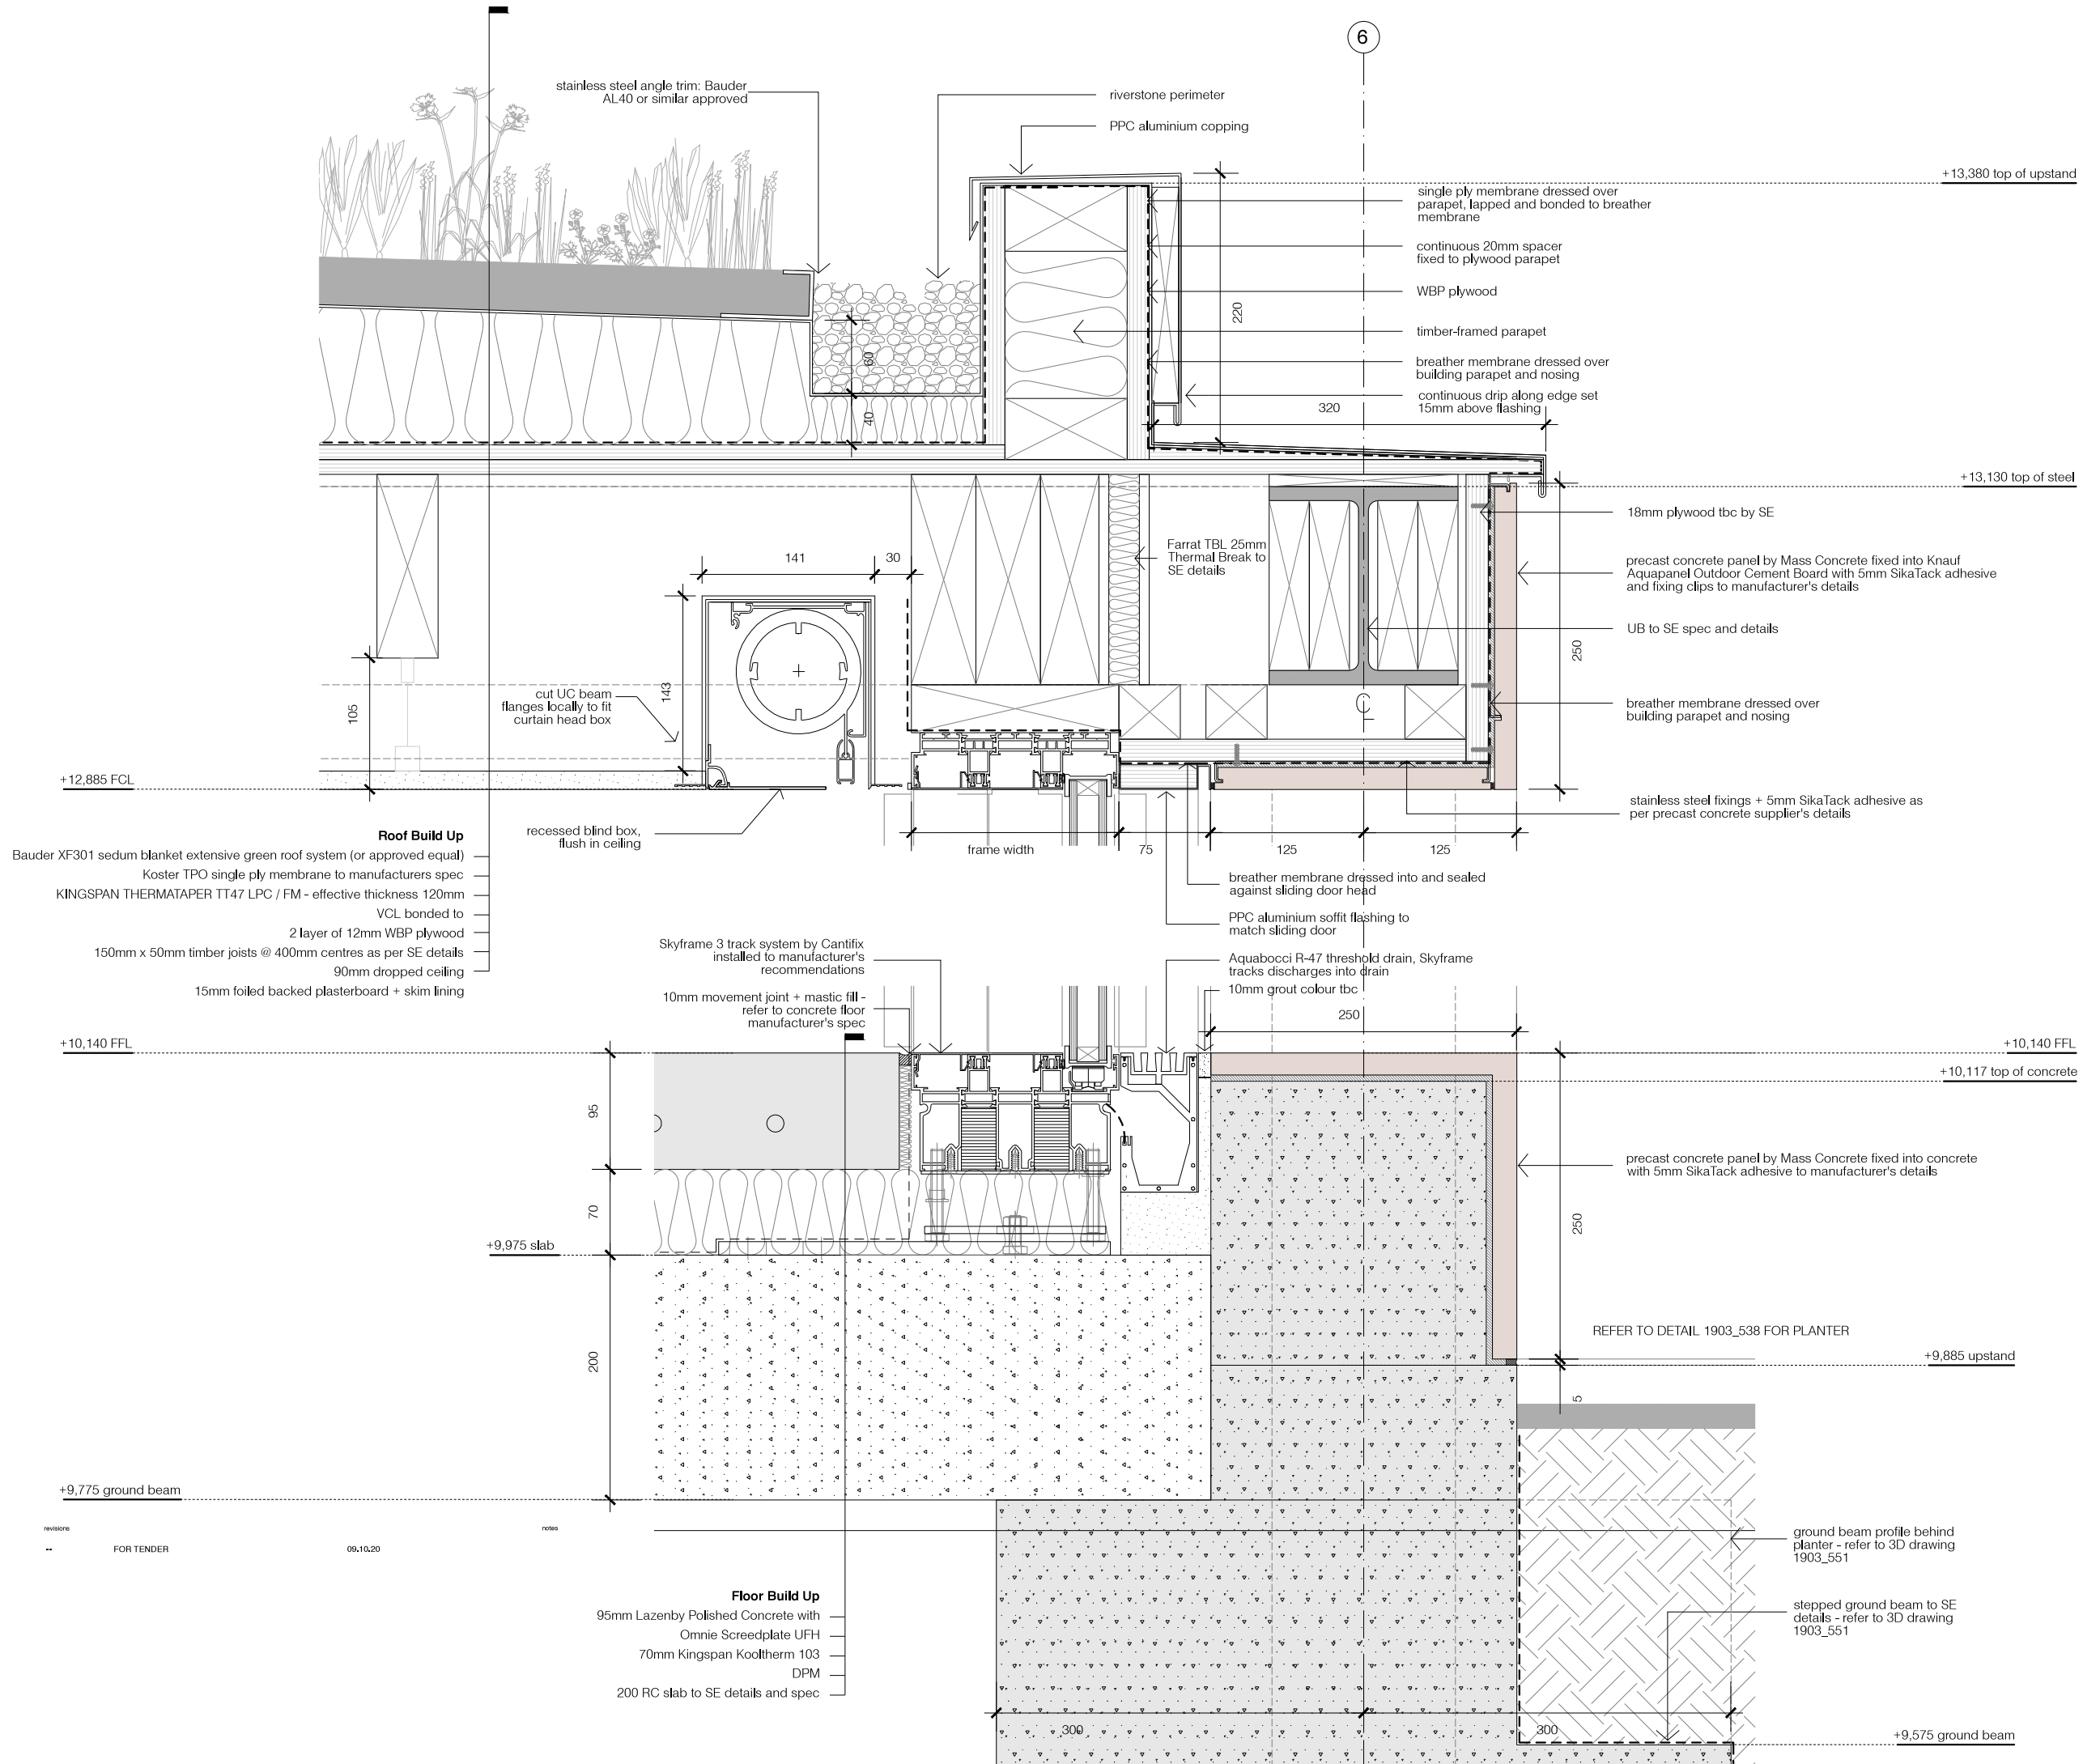 6
stainless steel angle trim: Bauder
AL40 or similar approved
riverstone perimeter
PPC aluminium copping
+13,380 top of upstand
single ply membrane dressed over
parapet, lapped and bonded to breather
membrane
continuous 20mm spacer
fixed to plywood parapet
WBP plywood
220
timber-framed parapet
60
breather membrane dressed over
building parapet and nosing
continuous drip along edge set
15mm above flashing
320
40
+13,130 top of steel
18mm plywood tbc by SE
Farrat TBL 25mm
Thermal Break to
SE details
141
30
precast concrete panel by Mass Concrete fixed into Knauf
Aquapanel Outdoor Cement Board with 5mm SikaTack adhesive
and fixing clips to manufacturer's details
UB to SE spec and details
250
143
105
cut UC beam
flanges locally to fit
curtain head box
CL
breather membrane dressed over
building parapet and nosing
+12,885 FCL
stainless steel fixings + 5mm SikaTack adhesive as
per precast concrete supplier's details
recessed blind box,
flush in ceiling
frame width
75
125
125
Roof Build Up
Bauder XF301 sedum blanket extensive green roof system (or approved equal)
Koster TPO single ply membrane to manufacturers spec
KINGSPAN THERMATAPER TT47 LPC / FM - effective thickness 120mm
VCL bonded to
2 layer of 12mm WBP plywood
150mm x 50mm timber joists @ 400mm centres as per SE details
90mm dropped ceiling
15mm foiled backed plasterboard + skim lining
breather membrane dressed into and sealed
against sliding door head
PPC aluminium soffit flashing to
match sliding door
Skyframe 3 track system by Cantifix
installed to manufacturer's
recommendations
Aquabocci R-47 threshold drain, Skyframe
tracks discharges into drain
10mm movement joint + mastic fill -
refer to concrete floor
manufacturer's spec
10mm grout colour tbc
250
+10,140 FFL
+10,140 FFL
+10,117 top of concrete
95
precast concrete panel by Mass Concrete fixed into concrete
with 5mm SikaTack adhesive to manufacturer's details
70
250
+9,975 slab
200
REFER TO DETAIL 1903_538 FOR PLANTER
+9,885 upstand
5
+9,775 ground beam
revisions
notes
--
FOR TENDER
09.10.20
ground beam profile behind
planter - refer to 3D drawing
1903_551
Floor Build Up
95mm Lazenby Polished Concrete with
Omnie Screedplate UFH
70mm Kingspan Kooltherm 103
DPM
200 RC slab to SE details and spec
stepped ground beam to SE
details - refer to 3D drawing
1903_551
300
300
+9,575 ground beam